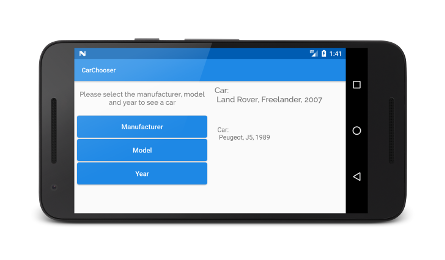 1:41
CarChooser
Please select the manufacturer, model
and year to see a car
Manufacturer
Model
Year
Car:
Land Rover, Freelander, 2007
Car:
Peugeot, J5, 1989